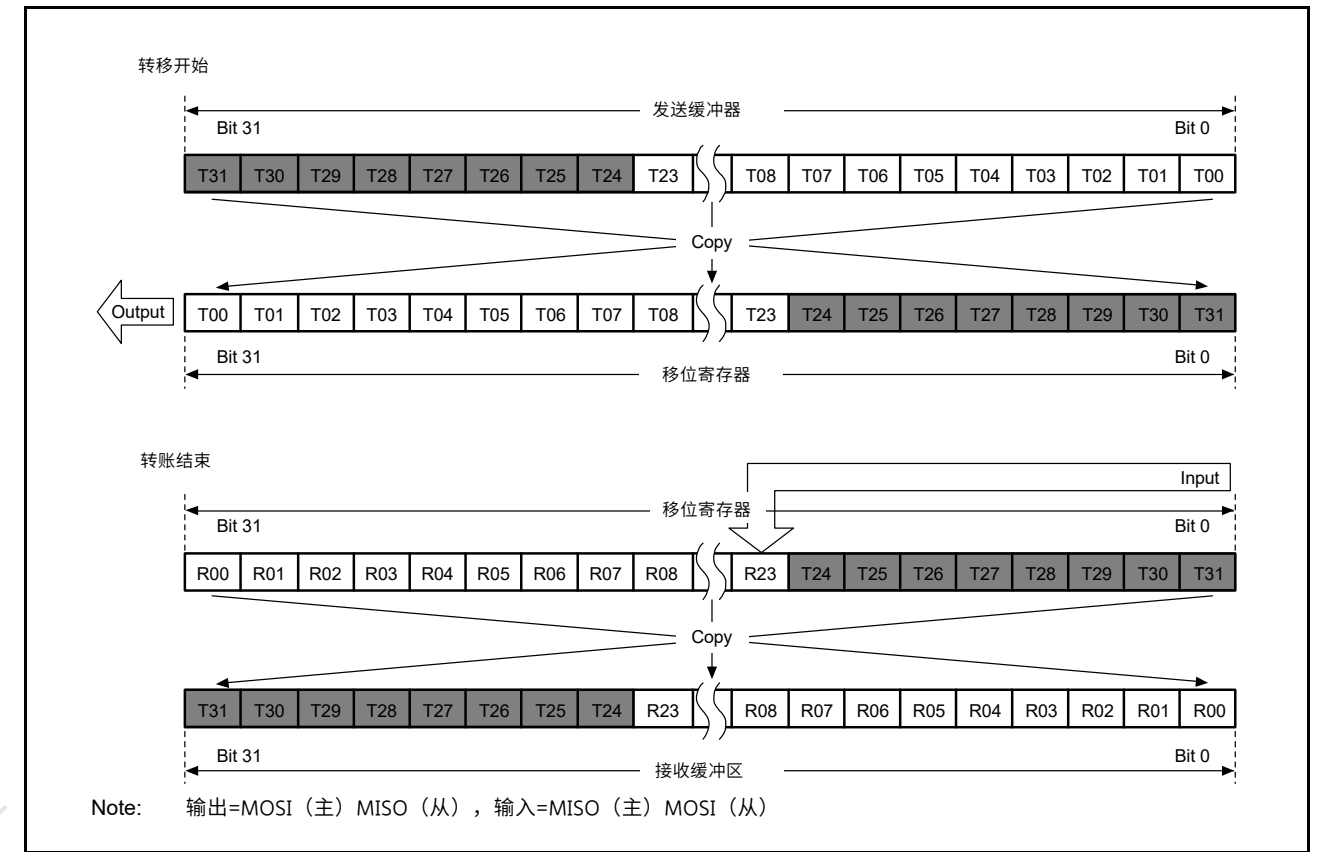 转移开始
发送缓冲器
Bit 31 Bit 0
T31 T30 T29 T28 T27 T26 T25 T24 T23 T08 T07 T06 T05 T04 T03 T02 T01 T00
Copy
Output T00 T01 T02 T03 T04 T05 T06 T07 T08 T23 T24 T25 T26 T27 T28 T29 T30 T31
Bit 31 Bit 0
移位寄存器
转账结束
Input
移位寄存器
Bit 31 Bit 0
R00 R01 R02 R03 R04 R05 R06 R07 R08 R23 T24 T25 T26 T27 T28 T29 T30 T31
Copy
T31 T30 T29 T28 T27 T26 T25 T24 R23 R08 R07 R06 R05 R04 R03 R02 R01 R00
Bit 31 Bit 0
接收缓冲区
Note: 输出=MOSI（主）MISO（从），输入=MISO（主）MOSI（从）